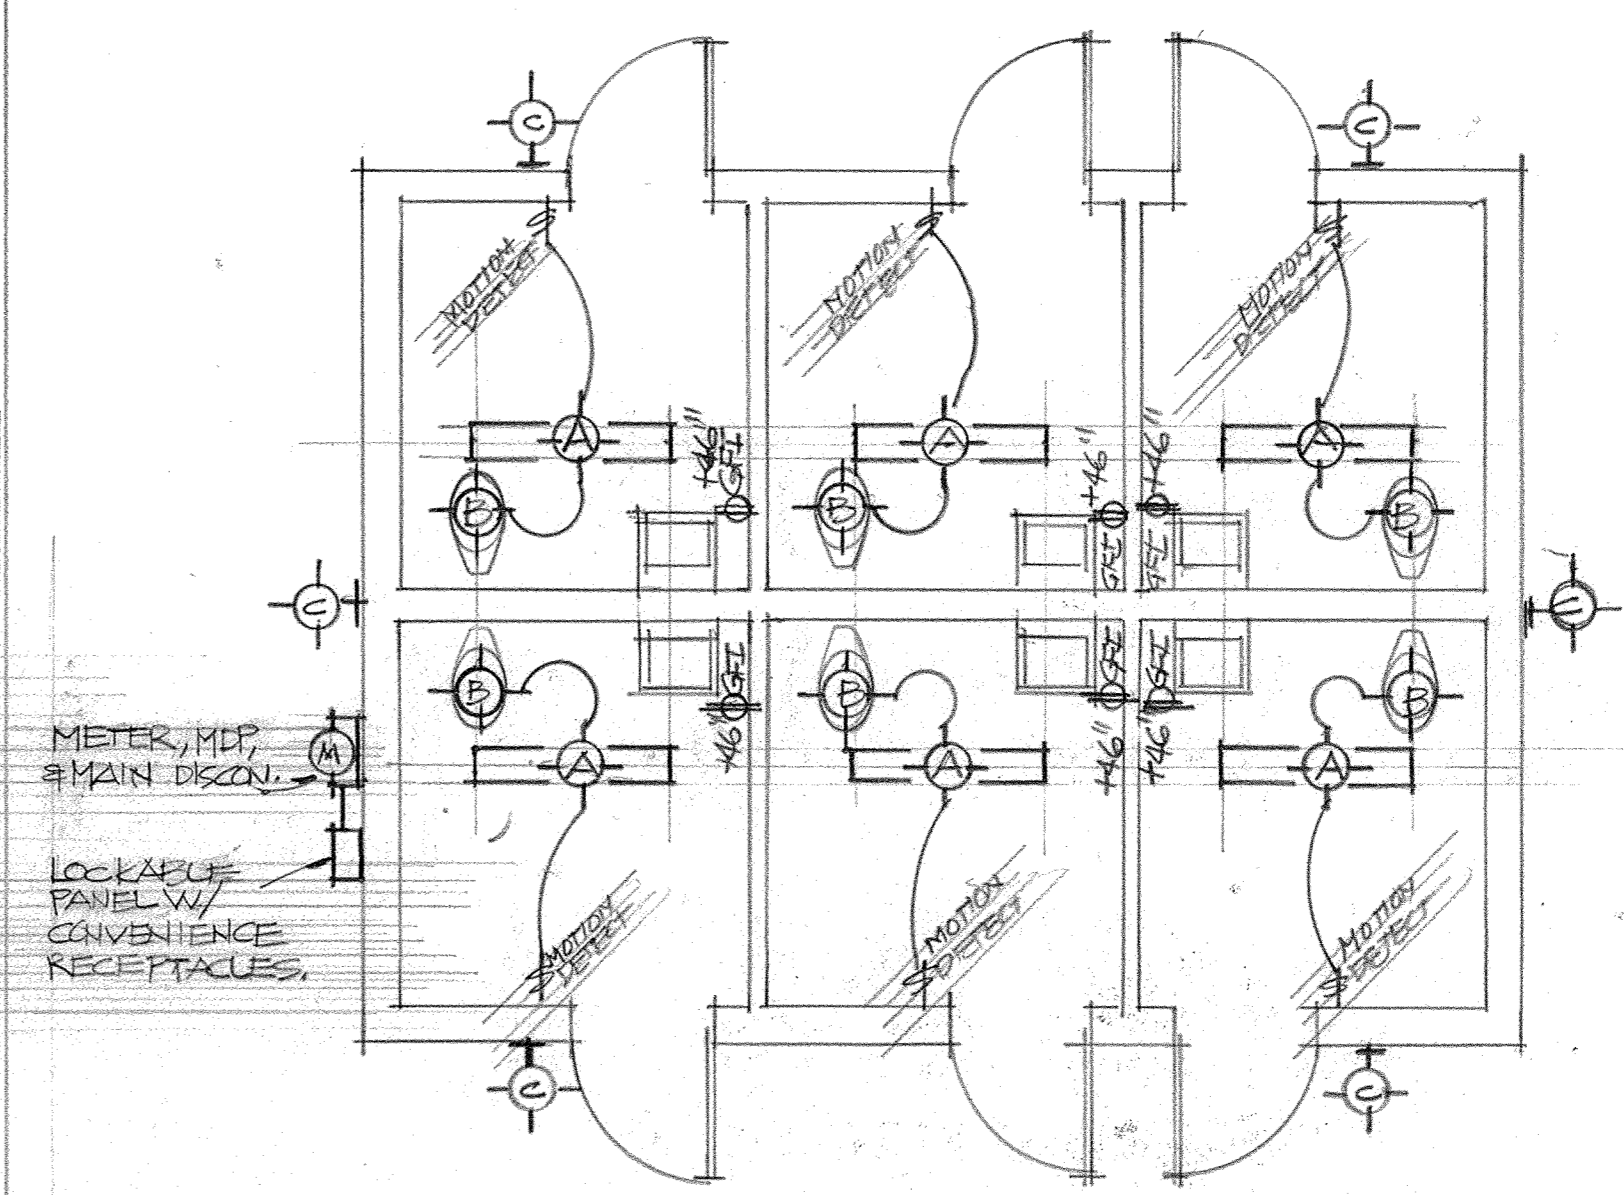 C
C
$
MOTION
DETECT
$
MOTION
DETECT
$
MOTION
DETECT
A
A
A
+46"
GFI
+46"
GFI
+46"
GFI
B
B
B
C
C
B
B
B
GFI
+46"
GFI
+46"
GFI
+46"
METER, MDP,
& MAIN DISCON.
M
A
A
A
LOCKABLE
PANEL W/
CONVENIENCE
RECEPTACLES.
$
MOTION
DETECT
$
MOTION
DETECT
$
MOTION
DETECT
C
C